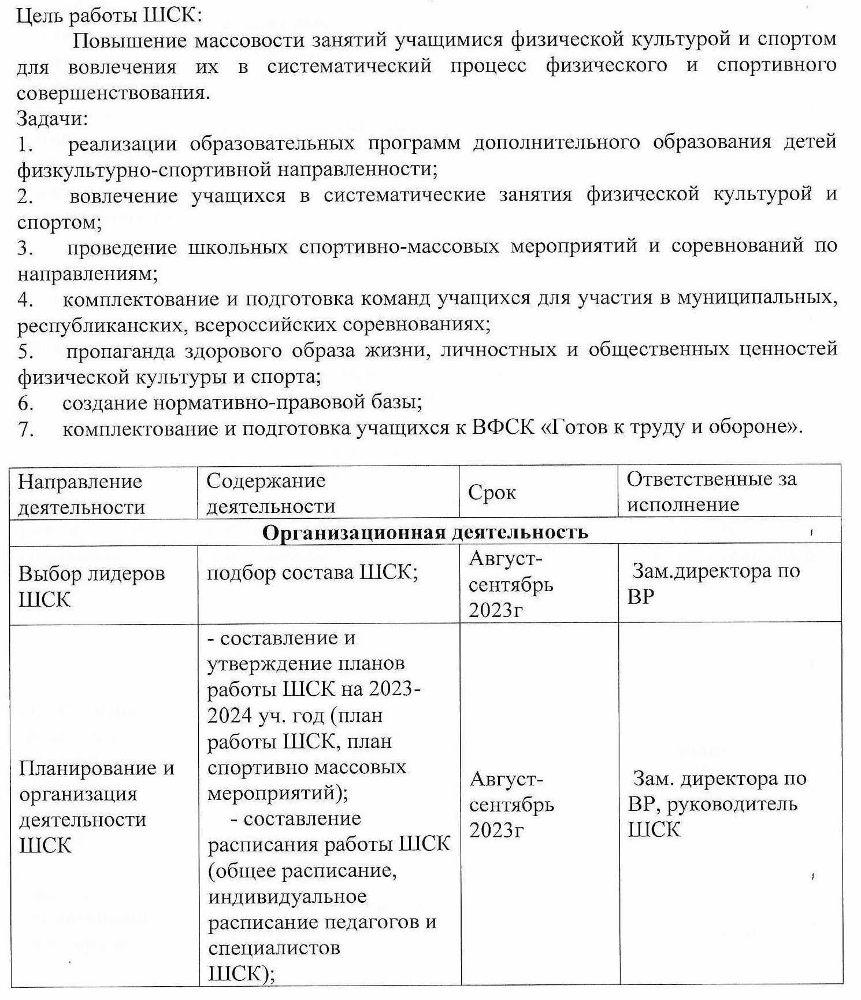 Цель работы ШСК:
Повышение массовости занятий учащимися физической культурой и спортом
для вовлечения их в систематический процесс физического и спортивного
совершенствования.
Задачи:
1. реализации образовательных программ дополнительного образования детей
физкультурно-спортивной направленности;
2. вовлечение учащихся в систематические занятия физической культурой и
спортом;
3. проведение школьных спортивно-массовых мероприятий и соревнований по
направлениям;
4. комплектование и подготовка команд учащихся для участия в муниципальных,
республиканских, всероссийских соревнованиях;
5. пропаганда здорового образа жизни, личностных и общественных ценностей
физической культуры и спорта;
6. создание нормативно-правовой базы;
7. комплектование и подготовка учащихся к ВФСК «Готов к труду и обороне».
Направление
деятельности
Содержание
деятельности
Срок
Ответственные за
исполнение
Организационная деятельность
Выбор лидеров
ШСК
подбор состава ШСК;
Август-
сентябрь
2023г
Зам.директора по
ВР
Планирование и
организация
деятельности
ШСК
- составление и
утверждение планов
работы ШСК на 2023-
2024 уч. год (план
работы ШСК, план
спортивно массовых
мероприятий);
- составление
расписания работы ШСК
(общее расписание,
индивидуальное
расписание педагогов и
специалистов
ШСК);
Август-
сентябрь
2023г
Зам. директора по
ВР, руководитель
ШСК